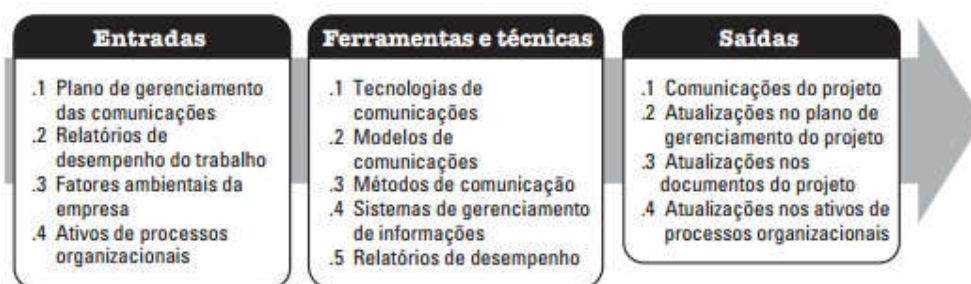 Entradas
.1 Plano de gerenciamento
das comunicações
.2 Relatórios de
desempenho do trabalho
.3 Fatores ambientais da
empresa
.4 Ativos de processos
organizacionais
Ferramentas e técnicas
.1 Tecnologias de
comunicações
.2 Modelos de
comunicações
.3 Métodos de comunicação
.4 Sistemas de gerenciamento
de informações
.5 Relatórios de desempenho
Saídas
.1 Comunicações do projeto
.2 Atualizações no plano de
gerenciamento do projeto
.3 Atualizações nos
documentos do projeto
.4 Atualizações nos ativos de
processos organizacionais